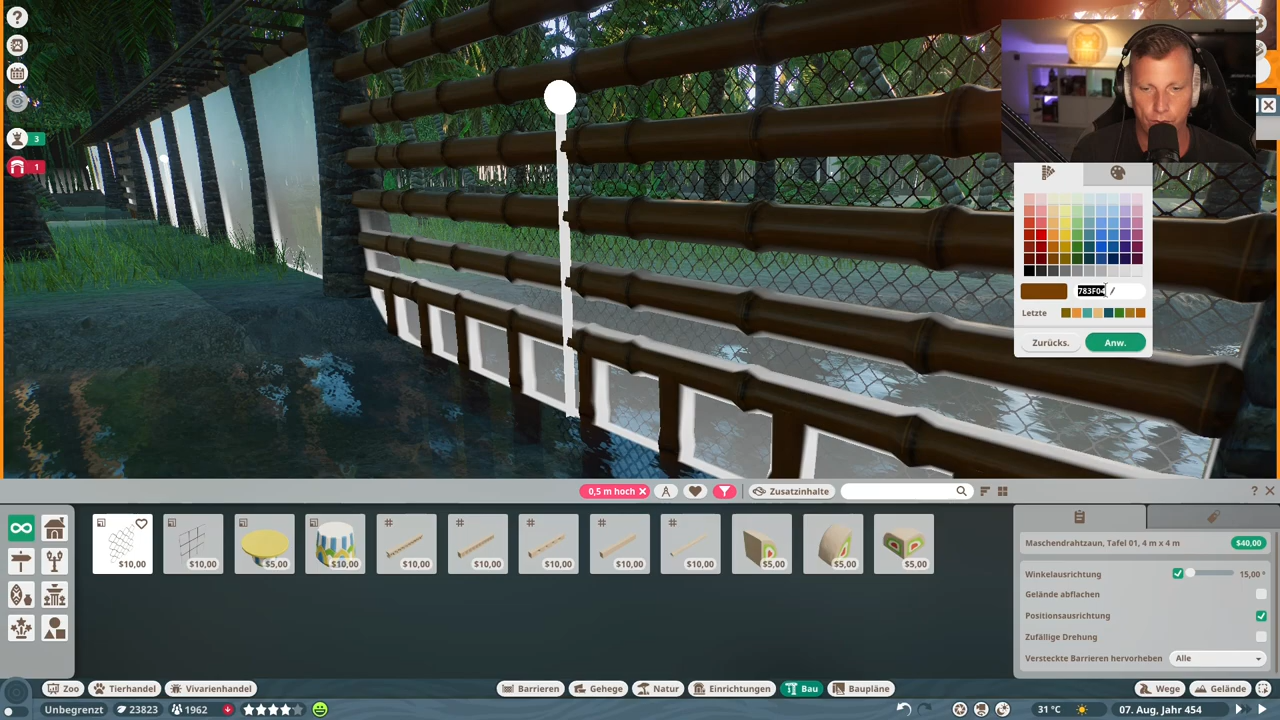 ?
3
1
783F04
Letzte
Zurücks.
Anw.
0,5 m hoch ×
Zusatzinhalte
? ×
$10,00
$10,00
$5,00
$10,00
$10,00
$10,00
$10,00
$10,00
$10,00
$5,00
$5,00
$5,00
Maschendrahtzaun, Tafel 01, 4 m x 4 m
$40,00
Winkelausrichtung
15,00 °
Gelände abflachen
Positionsausrichtung
Zufällige Drehung
Versteckte Barrieren hervorheben
Alle
Zoo
Tierhandel
Vivarienhandel
Barrieren
Gehege
Natur
Einrichtungen
Bau
Baupläne
Wege
Gelände
Unbegrenzt
23823
1962
31 °C
07. Aug, Jahr 454